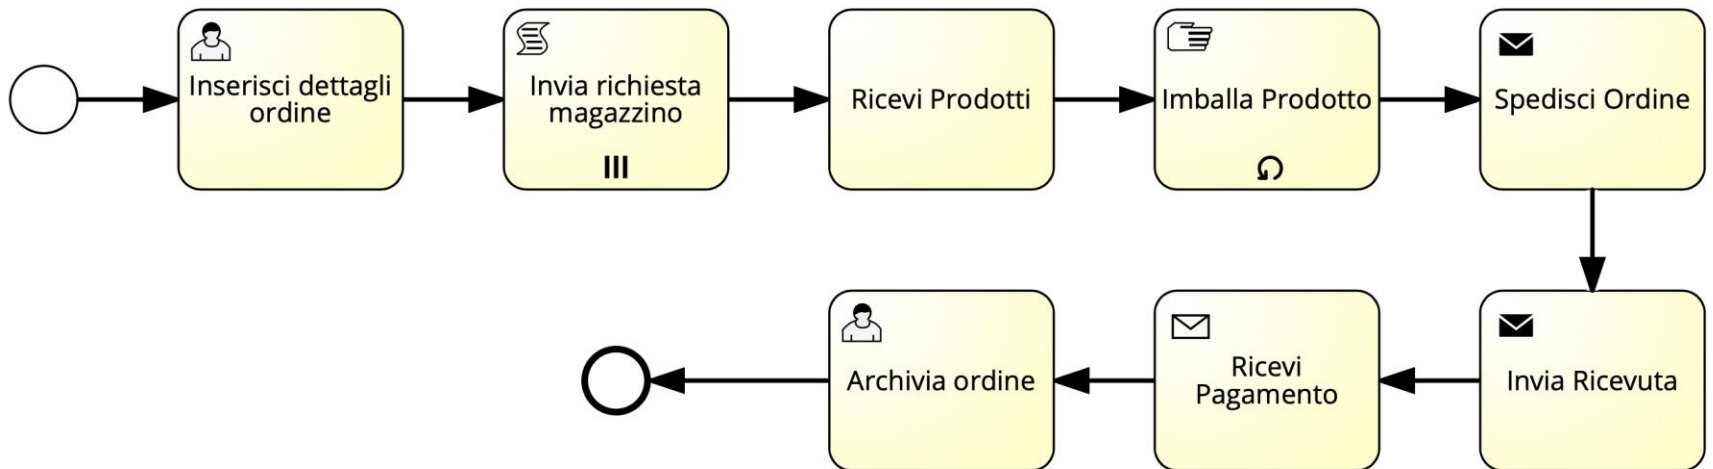 Inserisci dettagli
ordine
Invia richiesta
magazzino
Ricevi Prodotti
Imballa Prodotto
Spedisci Ordine
Archivia ordine
Ricevi
Pagamento
Invia Ricevuta